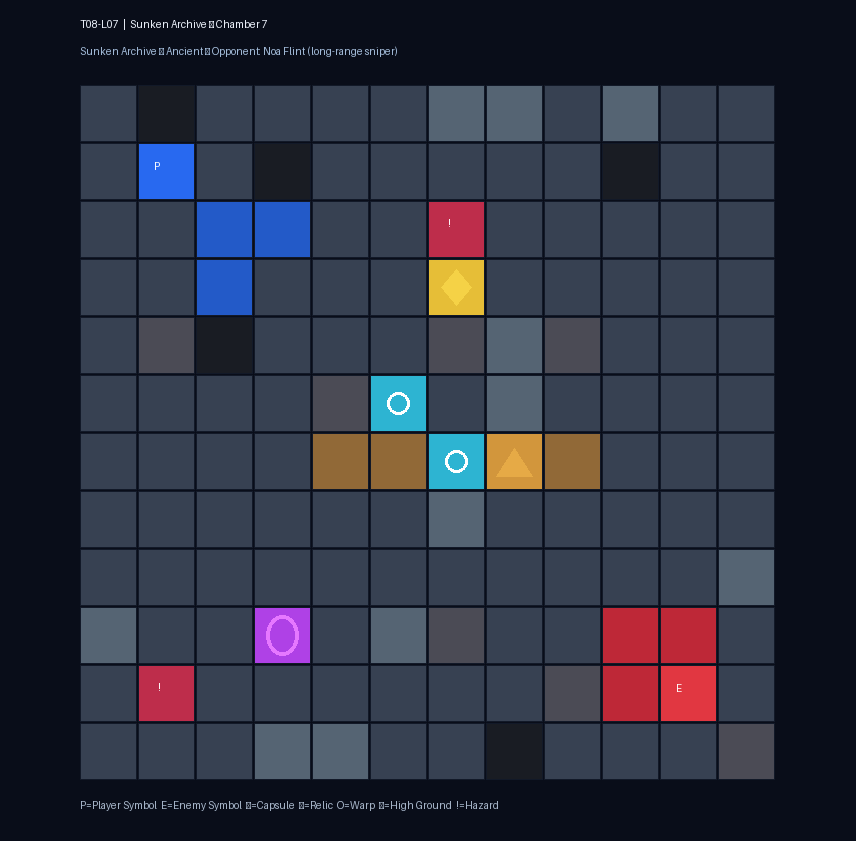 T08-L07 | Sunken Archive ▯ Chamber 7
Sunken Archive ▯ Ancient ▯ Opponent: Noa Flint (long-range sniper)
P
!
!
E
P=Player Symbol E=Enemy Symbol ▯=Capsule ▯=Relic O=Warp ▯=High Ground !=Hazard